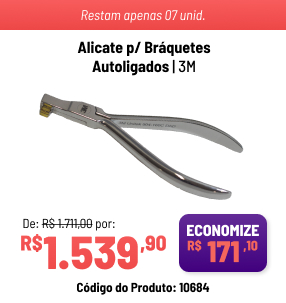 Restam apenas 07 unid.
Alicate p/ Bráquetes
Autoligados | 3M
De: R$ 1.711,00 por:
R$1.539,90
ECONOMIZE
R$ 171,10
Código do Produto: 10684